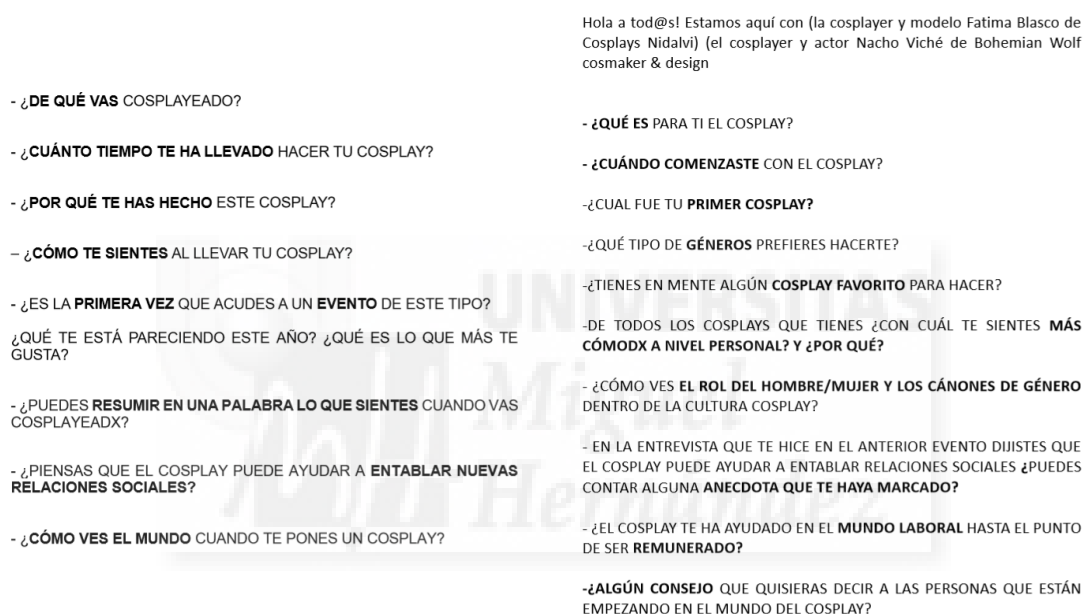 - ¿DE QUÉ VAS COSPLAYEADO?
- ¿CUÁNTO TIEMPO TE HA LLEVADO HACER TU COSPLAY?
- ¿POR QUÉ TE HAS HECHO ESTE COSPLAY?
– ¿CÓMO TE SIENTES AL LLEVAR TU COSPLAY?
- ¿ES LA PRIMERA VEZ QUE ACUDES A UN EVENTO DE ESTE TIPO?
¿QUÉ TE ESTÁ PARECIENDO ESTE AÑO? ¿QUÉ ES LO QUE MÁS TE
GUSTA?
- ¿PUEDES RESUMIR EN UNA PALABRA LO QUE SIENTES CUANDO VAS
COSPLAYEADX?
- ¿PIENSAS QUE EL COSPLAY PUEDE AYUDAR A ENTABLAR NUEVAS
RELACIONES SOCIALES?
- ¿CÓMO VES EL MUNDO CUANDO TE PONES UN COSPLAY?
Hola a tod@s! Estamos aquí con (la cosplayer y modelo Fatima Blasco de
Cosplays Nidalvi) (el cosplayer y actor Nacho Viché de Bohemian Wolf
cosmaker & design
- ¿QUÉ ES PARA TI EL COSPLAY?
- ¿CUÁNDO COMENZASTE CON EL COSPLAY?
-¿CUAL FUE TU PRIMER COSPLAY?
-¿QUÉ TIPO DE GÉNEROS PREFIERES HACERTE?
-¿TIENES EN MENTE ALGÚN COSPLAY FAVORITO PARA HACER?
-DE TODOS LOS COSPLAYS QUE TIENES ¿CON CUÁL TE SIENTES MÁS
CÓMODX A NIVEL PERSONAL? Y ¿POR QUÉ?
- ¿CÓMO VES EL ROL DEL HOMBRE/MUJER Y LOS CÁNONES DE GÉNERO
DENTRO DE LA CULTURA COSPLAY?
- EN LA ENTREVISTA QUE TE HICE EN EL ANTERIOR EVENTO DIJISTES QUE
EL COSPLAY PUEDE AYUDAR A ENTABLAR RELACIONES SOCIALES ¿PUEDES
CONTAR ALGUNA ANECDOTA QUE TE HAYA MARCADO?
- ¿EL COSPLAY TE HA AYUDADO EN EL MUNDO LABORAL HASTA EL PUNTO
DE SER REMUNERADO?
-¿ALGÚN CONSEJO QUE QUISIERAS DECIR A LAS PERSONAS QUE ESTÁN
EMPEZANDO EN EL MUNDO DEL COSPLAY?
UNIVERSITAS
Miguel
Hernández